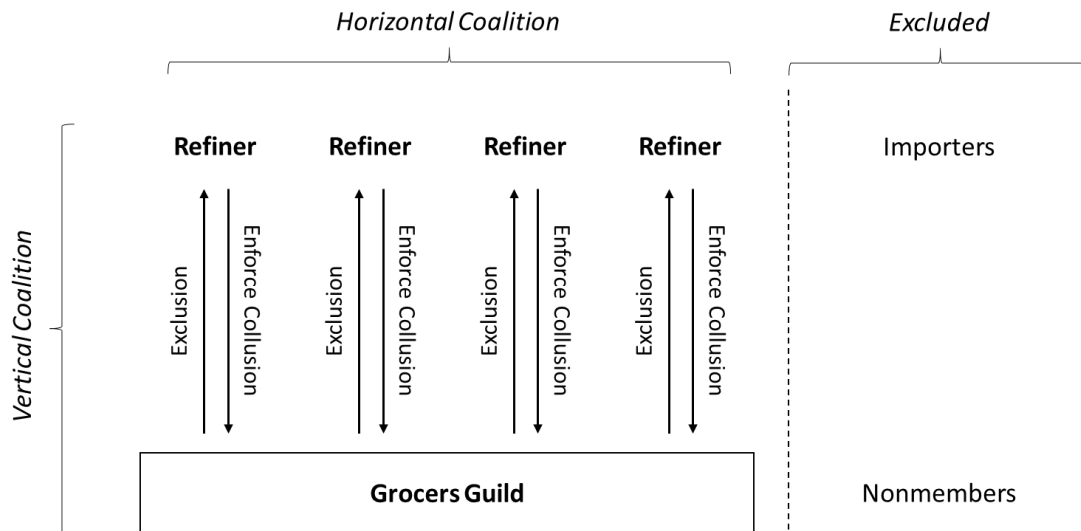 Horizontal Coalition
Excluded
Vertical Coalition
Refiner
Refiner
Refiner
Refiner
Importers
Exclusion
Enforce Collusion
Exclusion
Enforce Collusion
Exclusion
Enforce Collusion
Exclusion
Enforce Collusion
Grocers Guild
Nonmembers